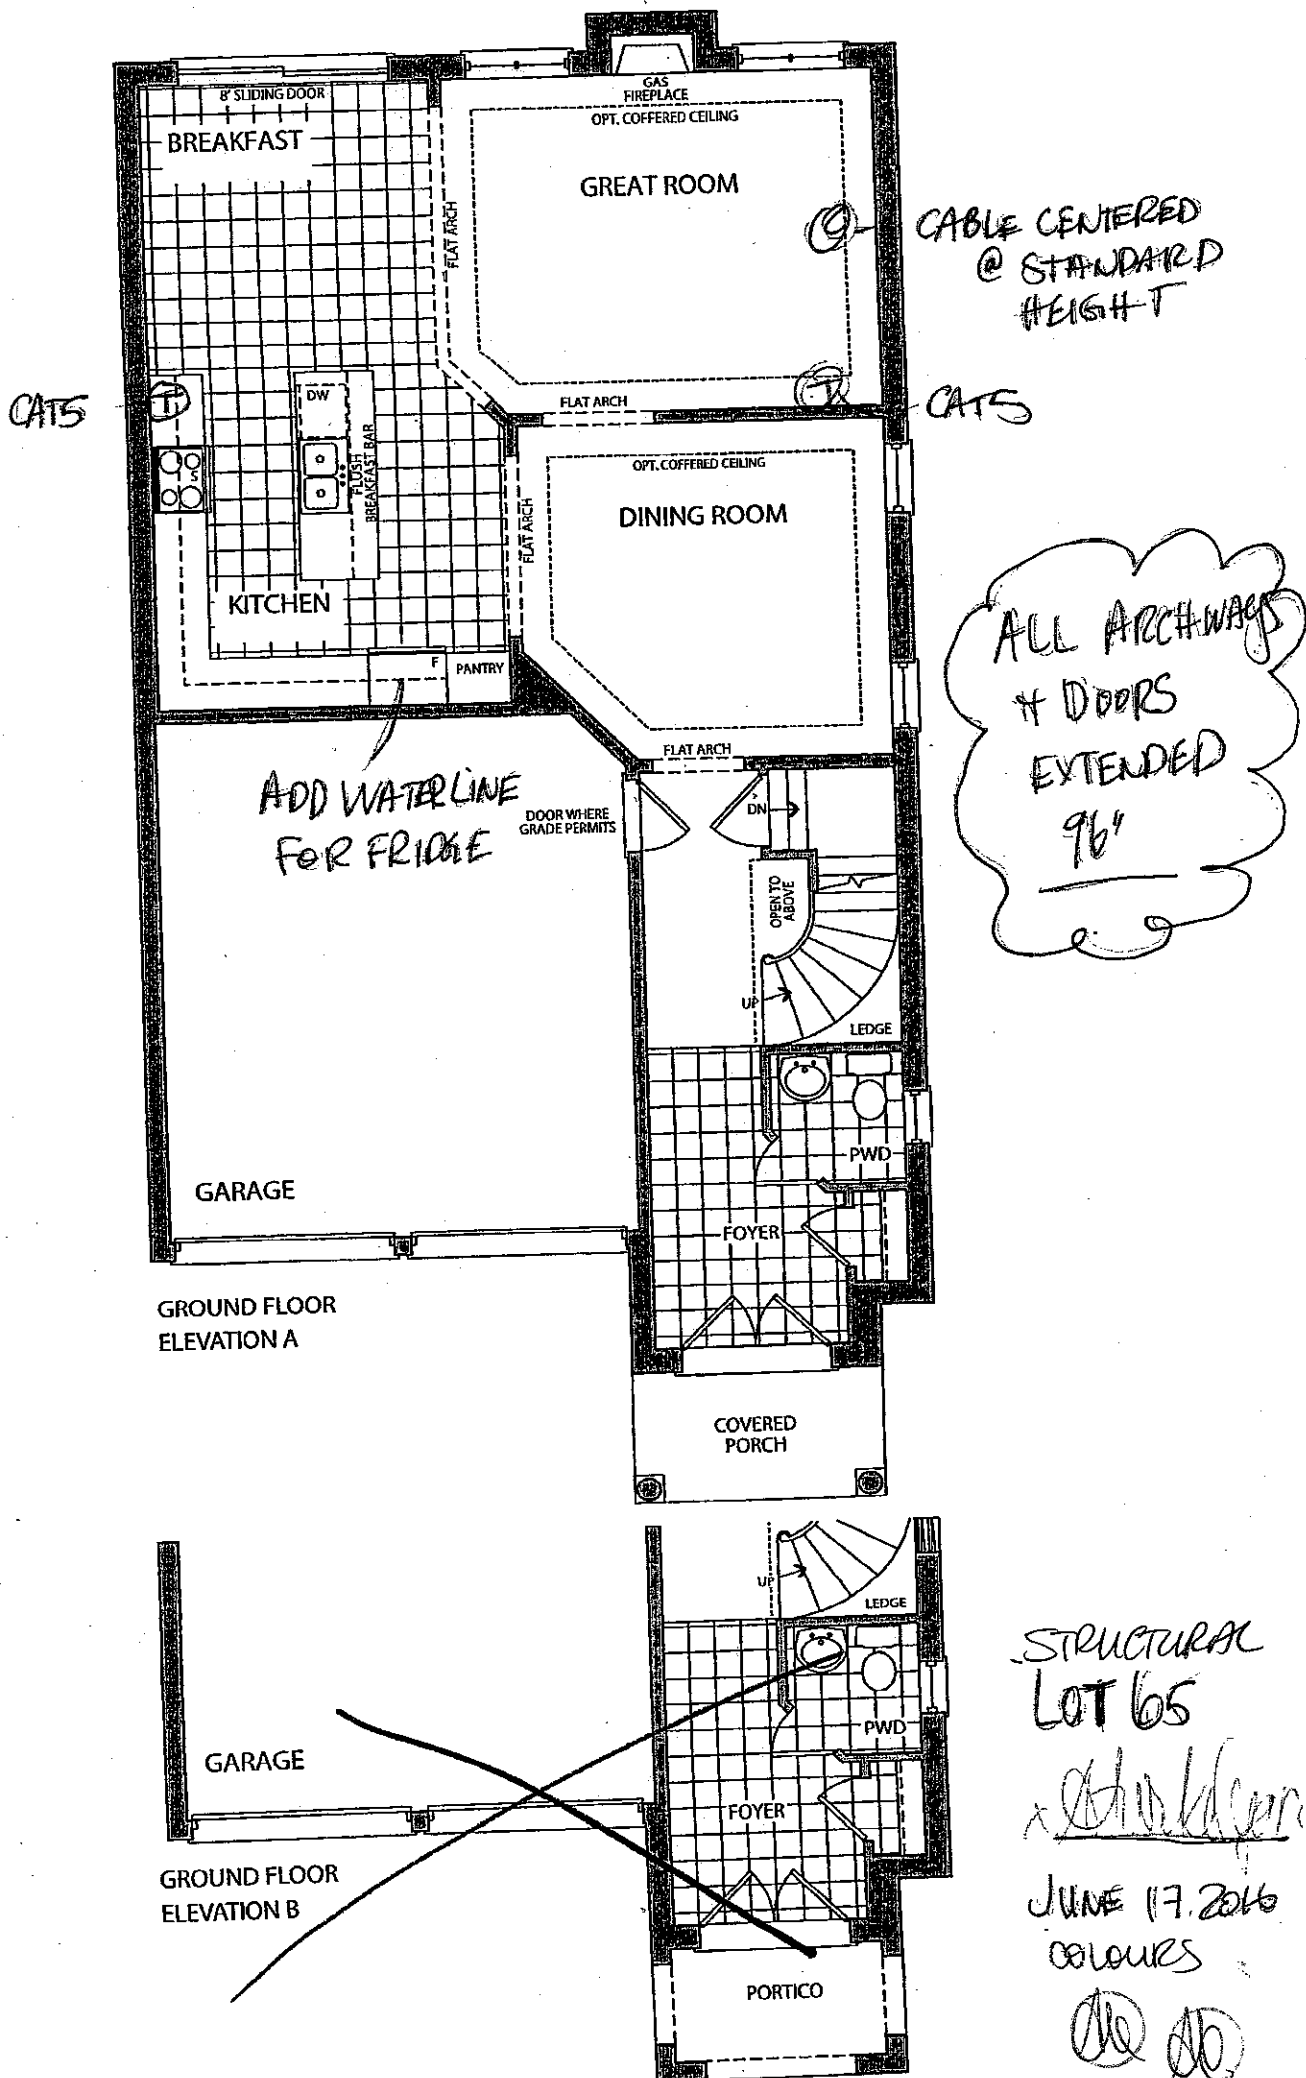 8' SLIDING DOOR
BREAKFAST
GAS
FIREPLACE
OPT. COFFERED CEILING
GREAT ROOM
FLAT ARCH
CABLE CENTERED
@ STANDARD
HEIGHT
CAT5
T
DW
FLUSH
BREAKFAST BAR
S
FLAT ARCH
T
CAT5
OPT. COFFERED CEILING
DINING ROOM
FLAT ARCH
KITCHEN
F
PANTRY
ALL ARCHWAYS
& DOORS
EXTENDED
96"
FLAT ARCH
ADD WATERLINE
FOR FRIDGE
DOOR WHERE
GRADE PERMITS
DN
OPEN TO
ABOVE
UP
LEDGE
PWD
GARAGE
FOYER
GROUND FLOOR
ELEVATION A
COVERED
PORCH
UP
LEDGE
PWD
GARAGE
FOYER
GROUND FLOOR
ELEVATION B
PORTICO
STRUCTURAL
LOT 65
x
JUNE 17.2016
COLOURS